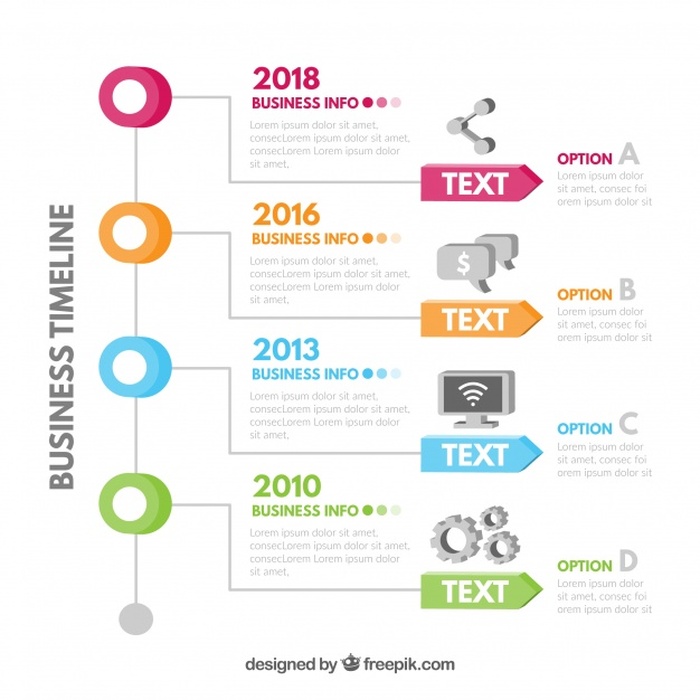 BUSINESS TIMELINE
2018
BUSINESS INFO
Lorem ipsum dolor sit amet,
consecLorem ipsum dolor sit
amet, consecLorem ipsum dolor
sit amet,
TEXT
OPTION A
Lorem ipsum dolor
sit amet, consec foi
Lorem ipsum dolor sit
2016
BUSINESS INFO
Lorem ipsum dolor sit amet,
consecLorem ipsum dolor sit
amet, consecLorem ipsum dolor
sit amet,
$
TEXT
OPTION B
Lorem ipsum dolor
sit amet, consec foi
Lorem ipsum dolor sit
2013
BUSINESS INFO
Lorem ipsum dolor sit amet,
consecLorem ipsum dolor sit
amet, consecLorem ipsum dolor
sit amet,
TEXT
OPTION C
Lorem ipsum dolor
sit amet, consec foi
Lorem ipsum dolor sit
2010
BUSINESS INFO
Lorem ipsum dolor sit amet,
consecLorem ipsum dolor sit
amet, consecLorem ipsum dolor
sit amet,
TEXT
OPTION D
Lorem ipsum dolor
sit amet, consec foi
Lorem ipsum dolor sit
designed by freepik.com